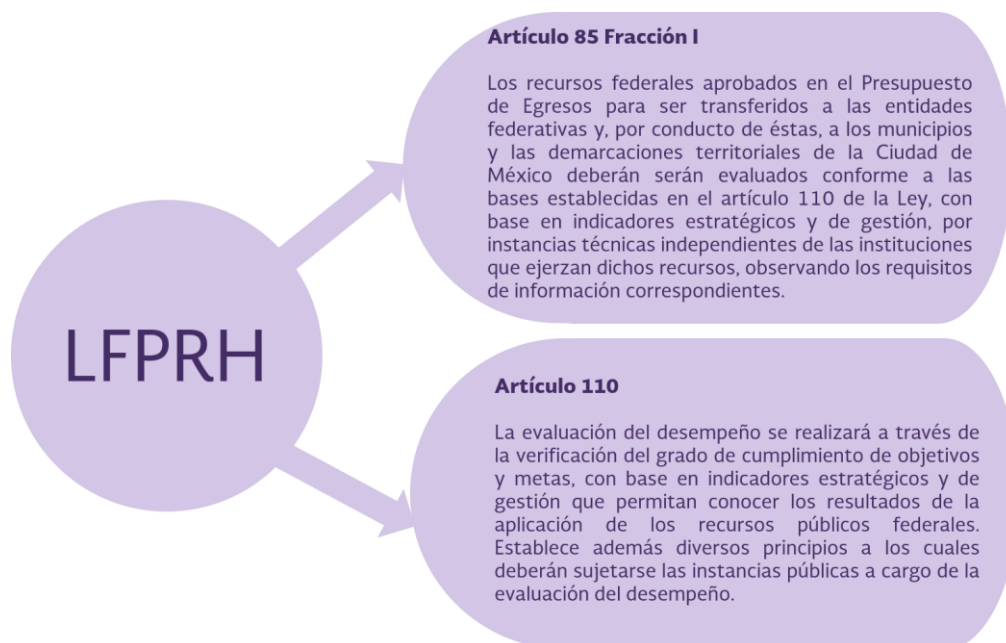 LFPRH
Artículo 85 Fracción I
Los recursos federales aprobados en el Presupuesto
de Egresos para ser transferidos a las entidades
federativas y, por conducto de éstas, a los municipios
y las demarcaciones territoriales de la Ciudad de
México deberán serán evaluados conforme a las
bases establecidas en el artículo 110 de la Ley, con
base en indicadores estratégicos y de gestión, por
instancias técnicas independientes de las instituciones
que ejerzan dichos recursos, observando los requisitos
de información correspondientes.
Artículo 110
La evaluación del desempeño se realizará a través de
la verificación del grado de cumplimiento de objetivos
y metas, con base en indicadores estratégicos y de
gestión que permitan conocer los resultados de la
aplicación de los recursos públicos federales.
Establece además diversos principios a los cuales
deberán sujetarse las instancias públicas a cargo de la
evaluación del desempeño.